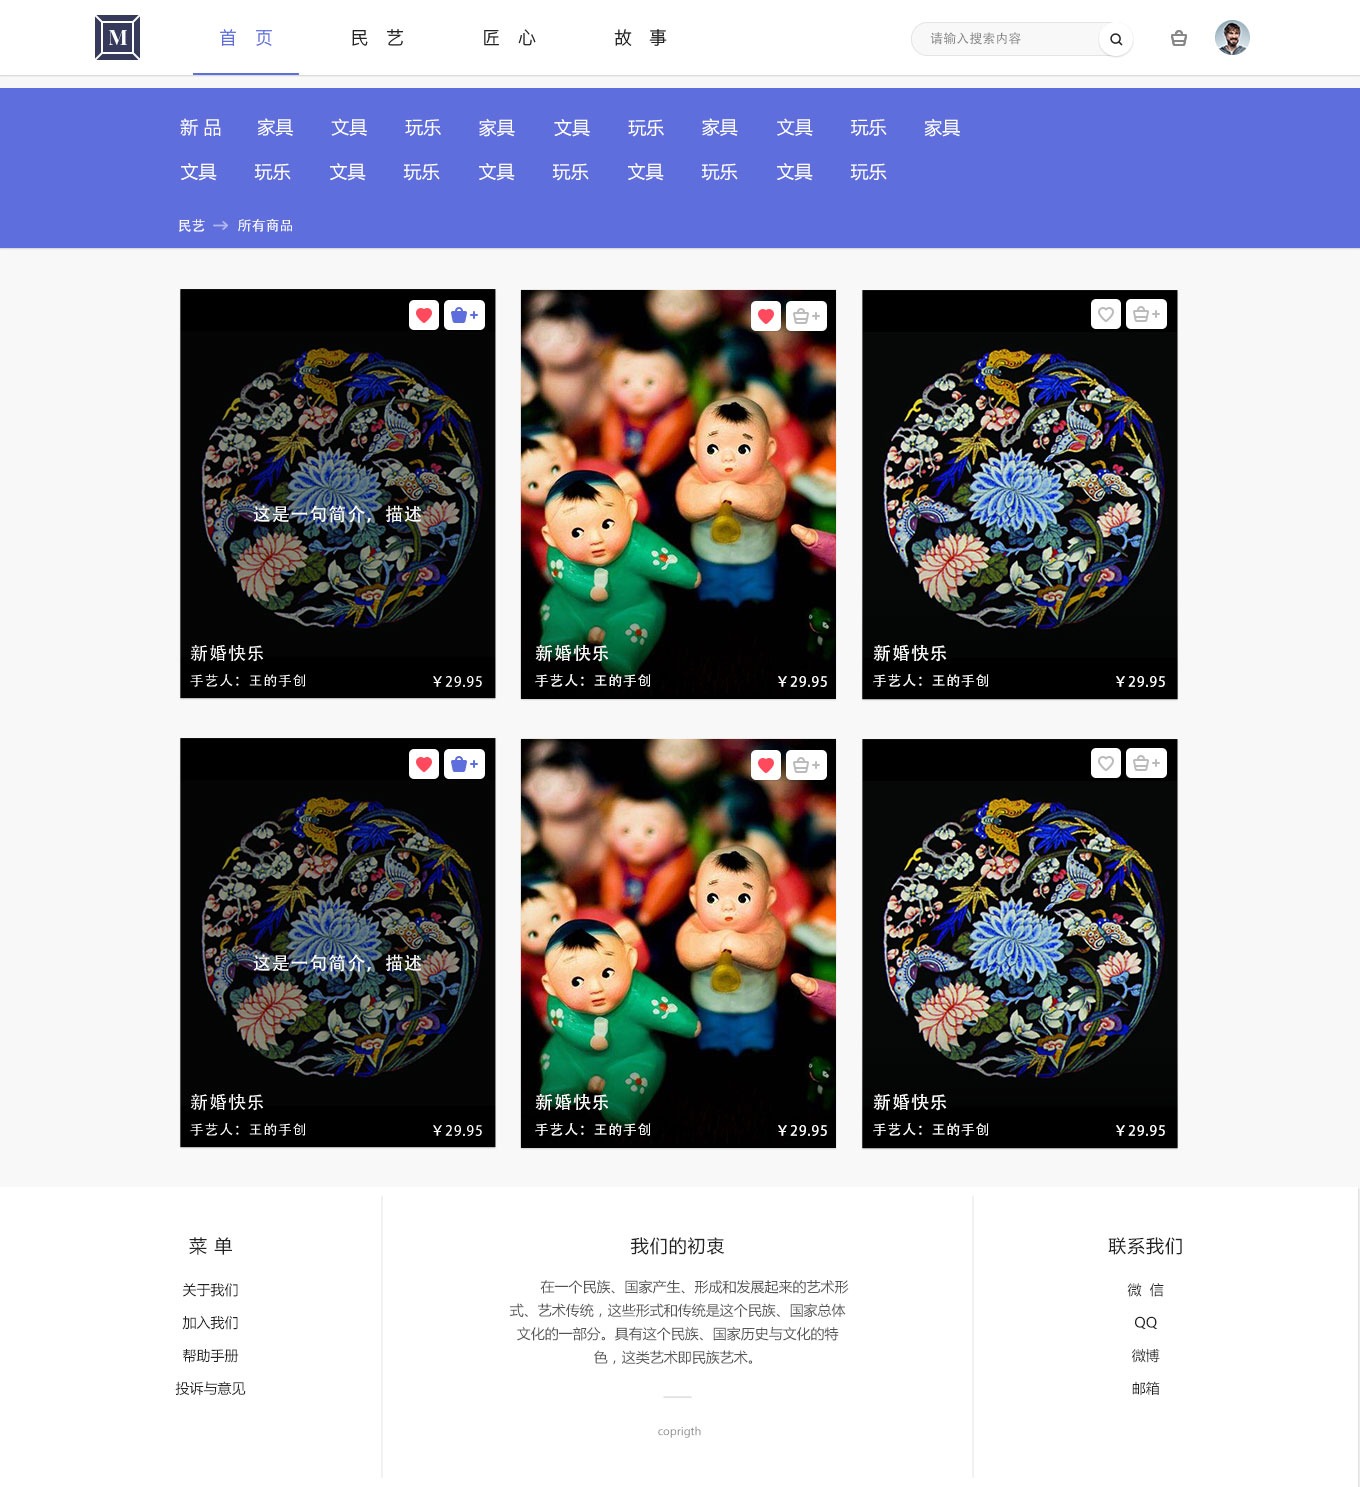 M 首 页 民 艺 匠 心 故 事 请输入搜索内容
新 品 家具 文具 玩乐 家具 文具 玩乐 家具 文具 玩乐 家具
文具 玩乐 文具 玩乐 文具 玩乐 文具 玩乐 文具 玩乐
民艺 → 所有商品
这是一句简介，描述
新婚快乐
手艺人：王的手创 ￥29.95
新婚快乐
手艺人：王的手创 ￥29.95
新婚快乐
手艺人：王的手创 ￥29.95
这是一句简介，描述
新婚快乐
手艺人：王的手创 ￥29.95
新婚快乐
手艺人：王的手创 ￥29.95
新婚快乐
手艺人：王的手创 ￥29.95
菜 单
关于我们
加入我们
帮助手册
投诉与意见
我们的初衷
在一个民族、国家产生、形成和发展起来的艺术形
式、艺术传统，这些形式和传统是这个民族、国家总体
文化的一部分。具有这个民族、国家历史与文化的特
色，这类艺术即民族艺术。
coprigth
联系我们
微 信
QQ
微博
邮箱